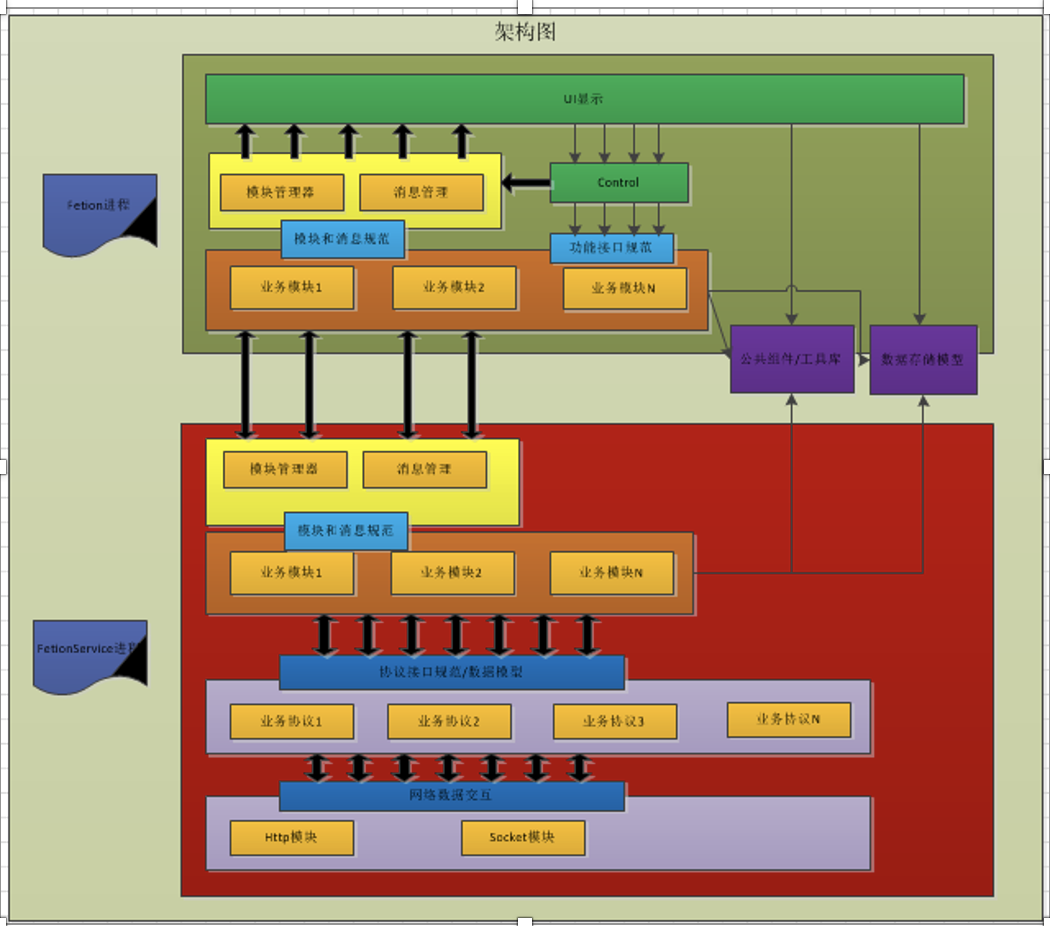 架构图
UI显示
Fetion进程
模块管理器
消息管理
Control
模块和消息规范
功能接口规范
业务模块1
业务模块2
业务模块N
公共组件/工具库
数据存储模型
模块管理器
消息管理
模块和消息规范
业务模块1
业务模块2
业务模块N
FetionService进程
协议接口规范/数据模型
业务协议1
业务协议2
业务协议3
业务协议N
网络数据交互
Http模块
Socket模块